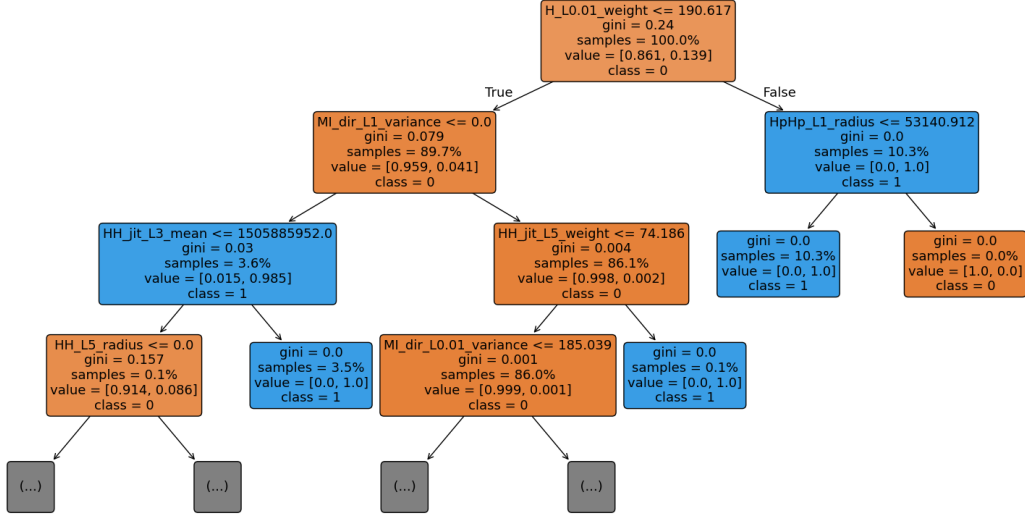 H_L0.01_weight <= 190.617
gini = 0.24
samples = 100.0%
value = [0.861, 0.139]
class = 0
True
False
MI_dir_L1_variance <= 0.0
gini = 0.079
samples = 89.7%
value = [0.959, 0.041]
class = 0
HpHp_L1_radius <= 53140.912
gini = 0.0
samples = 10.3%
value = [0.0, 1.0]
class = 1
HH_jit_L3_mean <= 1505885952.0
gini = 0.03
samples = 3.6%
value = [0.015, 0.985]
class = 1
HH_jit_L5_weight <= 74.186
gini = 0.004
samples = 86.1%
value = [0.998, 0.002]
class = 0
gini = 0.0
samples = 10.3%
value = [0.0, 1.0]
class = 1
gini = 0.0
samples = 0.0%
value = [1.0, 0.0]
class = 0
HH_L5_radius <= 0.0
gini = 0.157
samples = 0.1%
value = [0.914, 0.086]
class = 0
gini = 0.0
samples = 3.5%
value = [0.0, 1.0]
class = 1
MI_dir_L0.01_variance <= 185.039
gini = 0.001
samples = 86.0%
value = [0.999, 0.001]
class = 0
gini = 0.0
samples = 0.1%
value = [0.0, 1.0]
class = 1
(...)
(...)
(...)
(...)